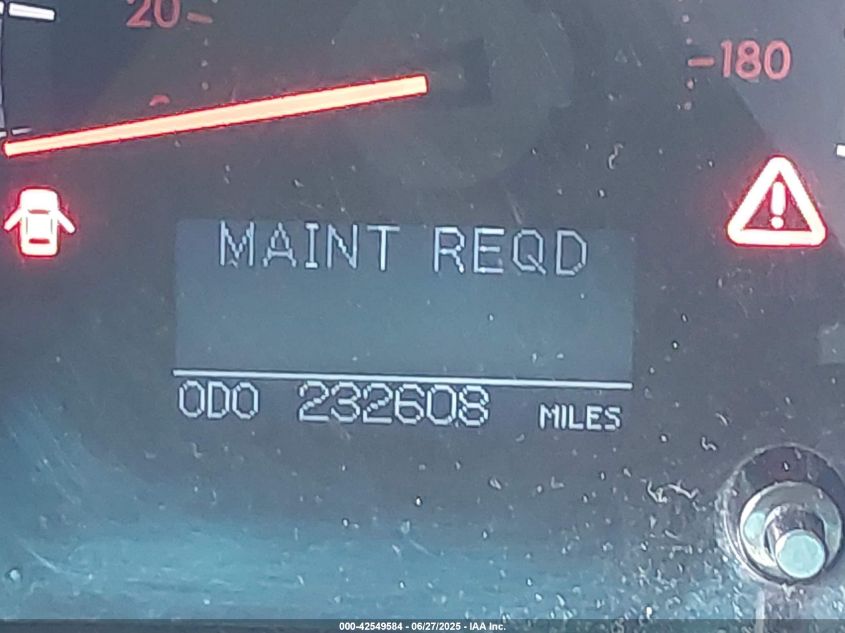 20
180
MAINT REQD
ODO 232608 MILES
000-42549584 - 06/27/2025 - IAA Inc.